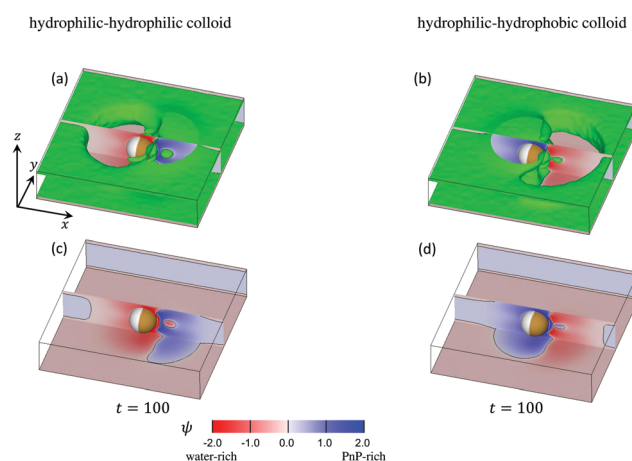 hydrophilic-hydrophilic colloid
hydrophilic-hydrophobic colloid
(a)
(b)
z
y
x
(c)
(d)
t = 100
t = 100
ψ
-2.0 -1.0 0.0 1.0 2.0
water-rich PnP-rich